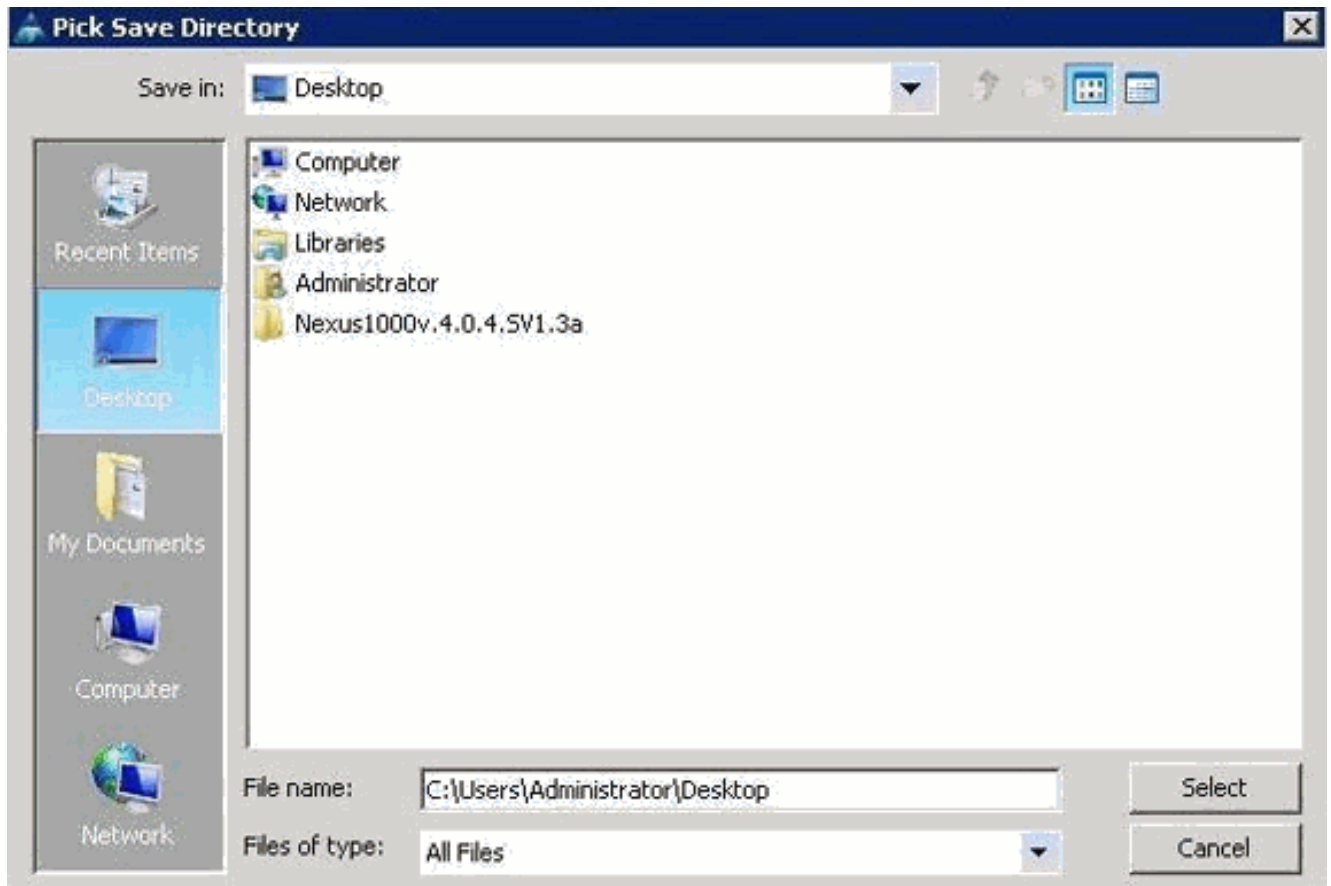 Pick Save Directory
Save in: Desktop
Recent Items
Desktop
My Documents
Computer
Network
Computer
Network
Libraries
Administrator
Nexus1000v.4.0.4.SV1.3a
File name: C:\Users\Administrator\Desktop Select
Files of type: All Files Cancel